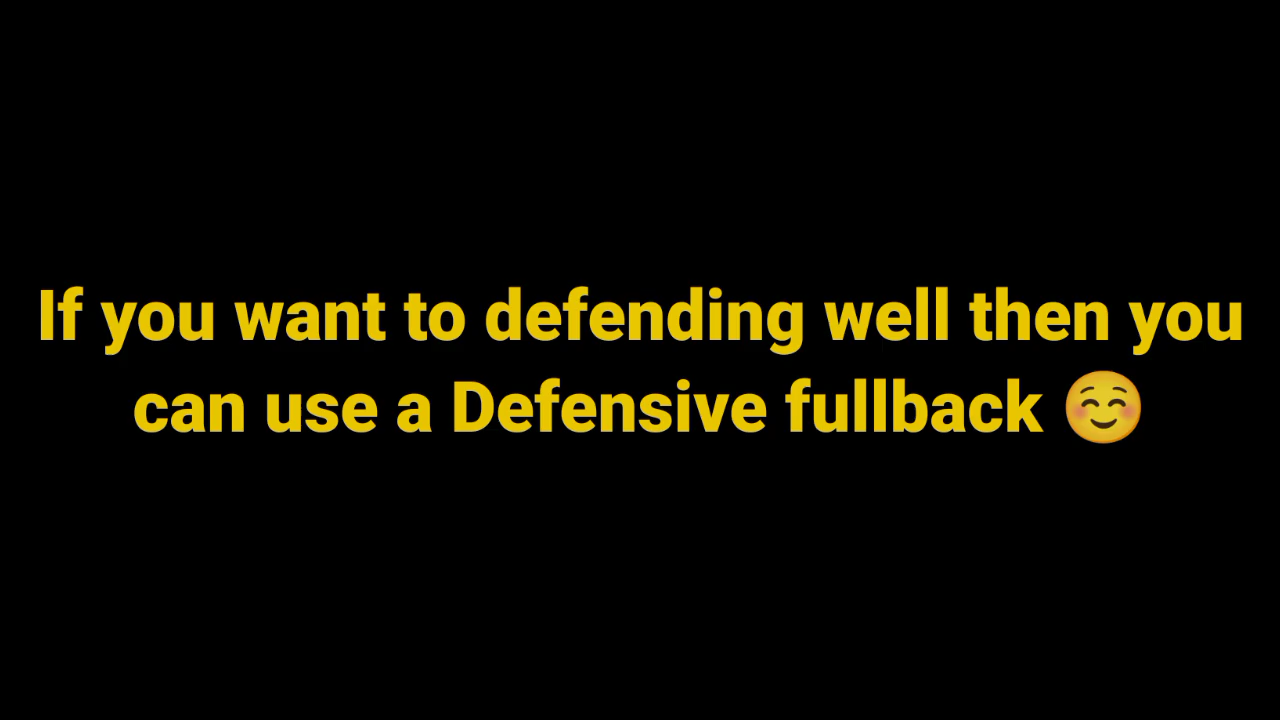 If you want to defending well then you
can use a Defensive fullback ☺️